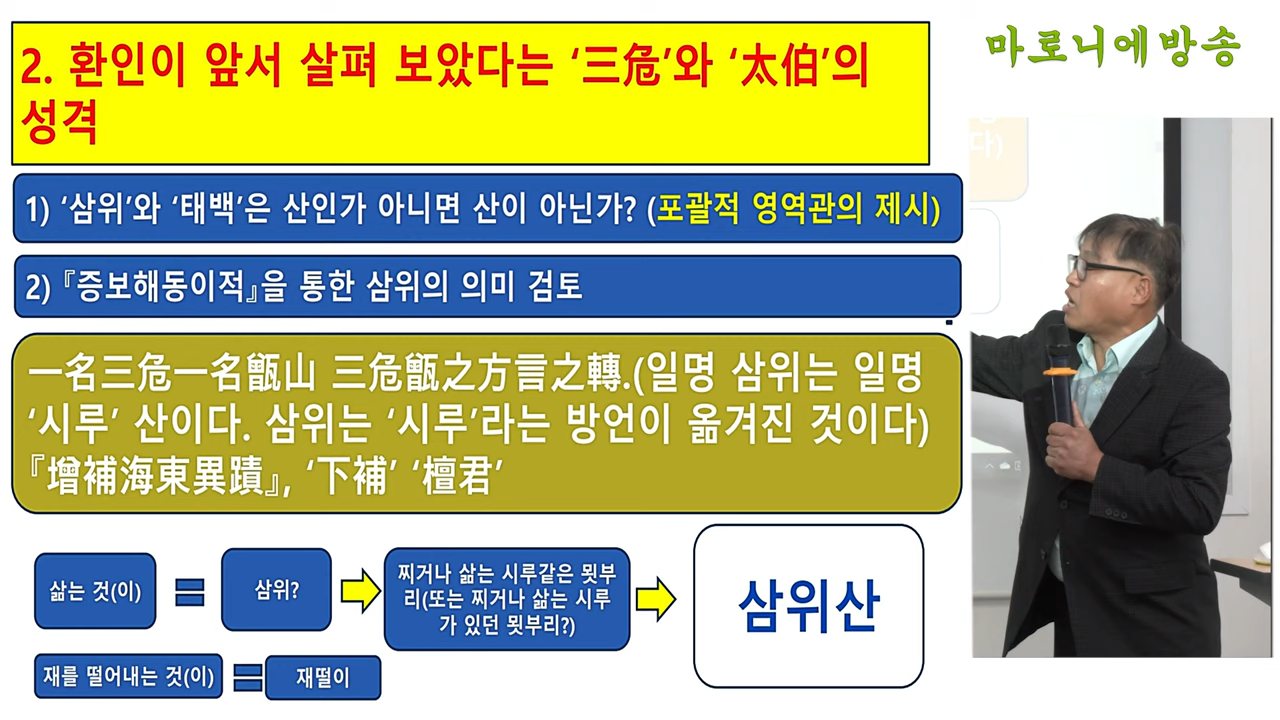 2. 환인이 앞서 살펴 보았다는 ‘三危’와 ‘太伯’의
성격
마로니에방송
1) ‘삼위’와 ‘태백’은 산인가 아니면 산이 아닌가? (포괄적 영역관의 제시)
2) 『증보해동이적』을 통한 삼위의 의미 검토
一名三危一名甑山 三危甑之方言之轉.(일명 삼위는 일명
‘시루’ 산이다. 삼위는 ‘시루’라는 방언이 옮겨진 것이다)
『增補海東異蹟』, ‘下補’ ‘檀君’
삶는 것(이)
=
삼위?
찌거나 삶는 시루같은 묏부
리(또는 찌거나 삶는 시루
가 있던 묏부리?)
삼위산
재를 떨어내는 것(이)
=
재떨이
다)